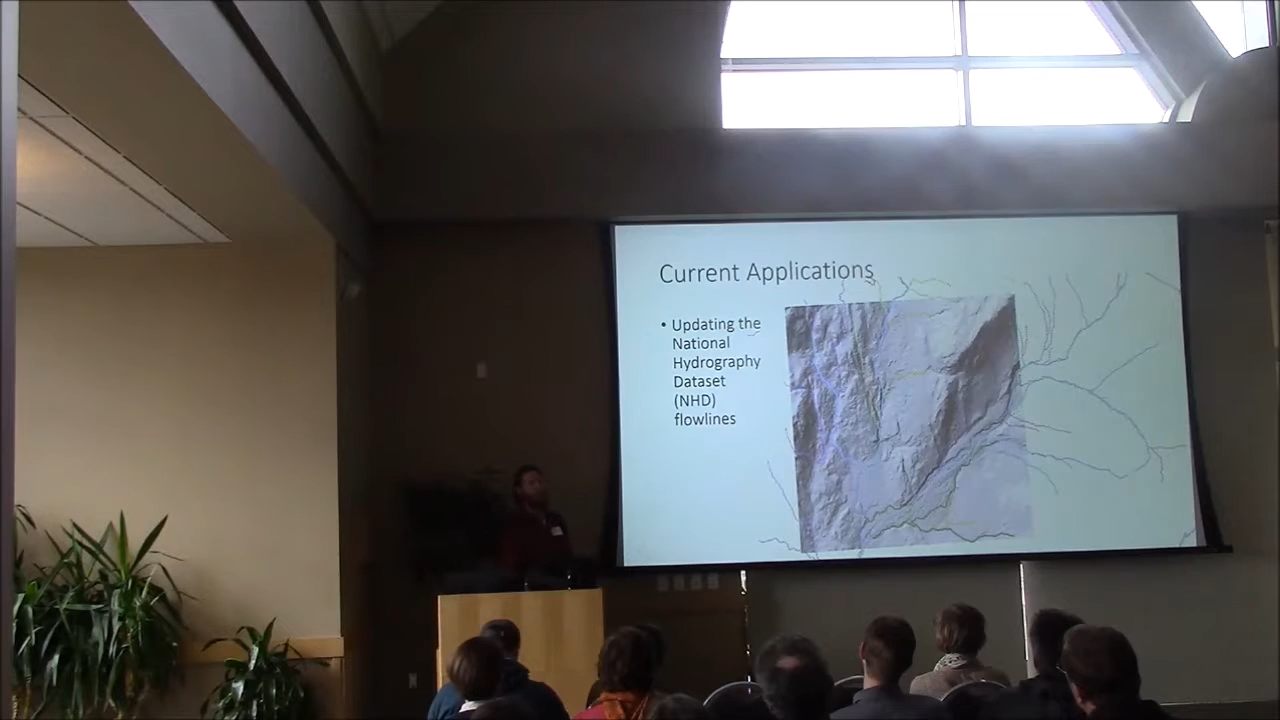 Current Applications
• Updating the
National
Hydrography
Dataset
(NHD)
flowlines